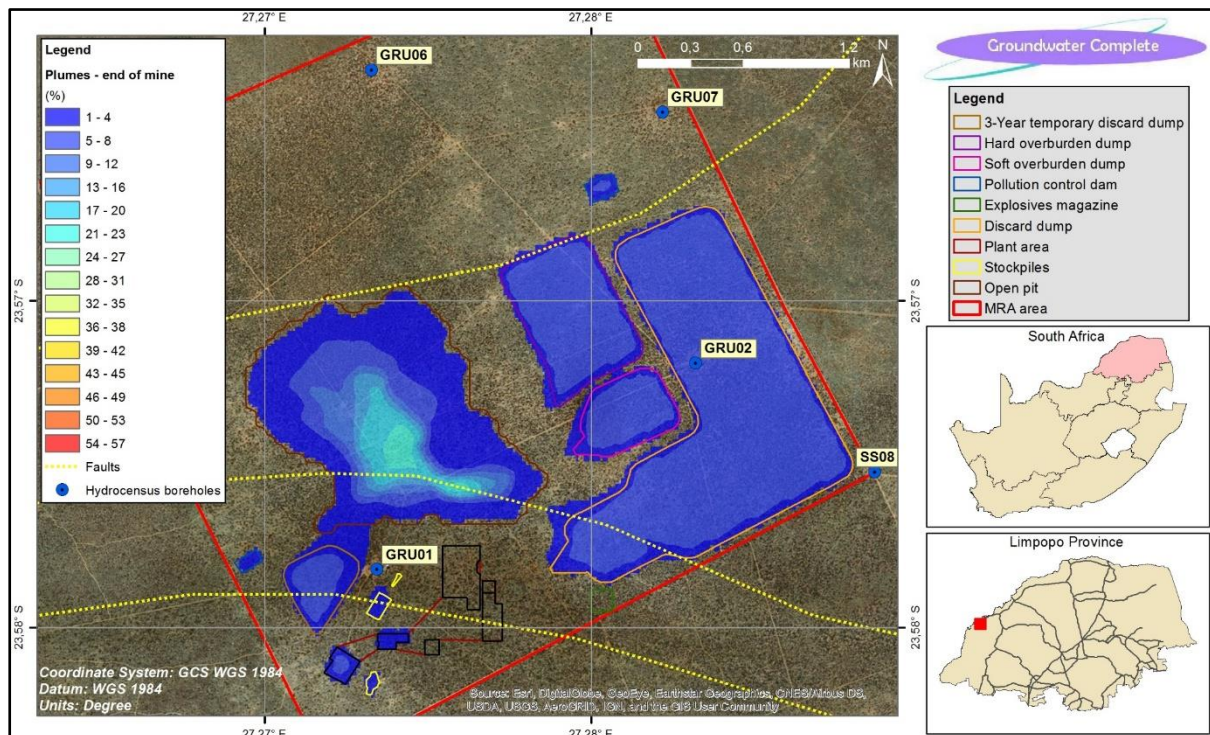 27,27° E
27,28° E
Legend
Plumes - end of mine
(%)
1 - 4
5 - 8
9 - 12
13 - 16
17 - 20
21 - 23
24 - 27
28 - 31
32 - 35
36 - 38
39 - 42
43 - 45
46 - 49
50 - 53
54 - 57
Faults
Hydrocensus boreholes
GRU06
GRU07
GRU02
SS08
GRU01
0 0,3 0,6 1,2
km
N
23,57° S
23,57° S
23,58° S
23,58° S
Coordinate System: GCS WGS 1984
Datum: WGS 1984
Units: Degree
Source: Esri, DigitalGlobe, GeoEye, Earthstar Geographics, CNES/Airbus DS,
USDA, USGS, AeroGRID, IGN, and the GIS User Community
27,27° E
27,28° E
Groundwater Complete
Legend
3-Year temporary discard dump
Hard overburden dump
Soft overburden dump
Pollution control dam
Explosives magazine
Discard dump
Plant area
Stockpiles
Open pit
MRA area
South Africa
Limpopo Province